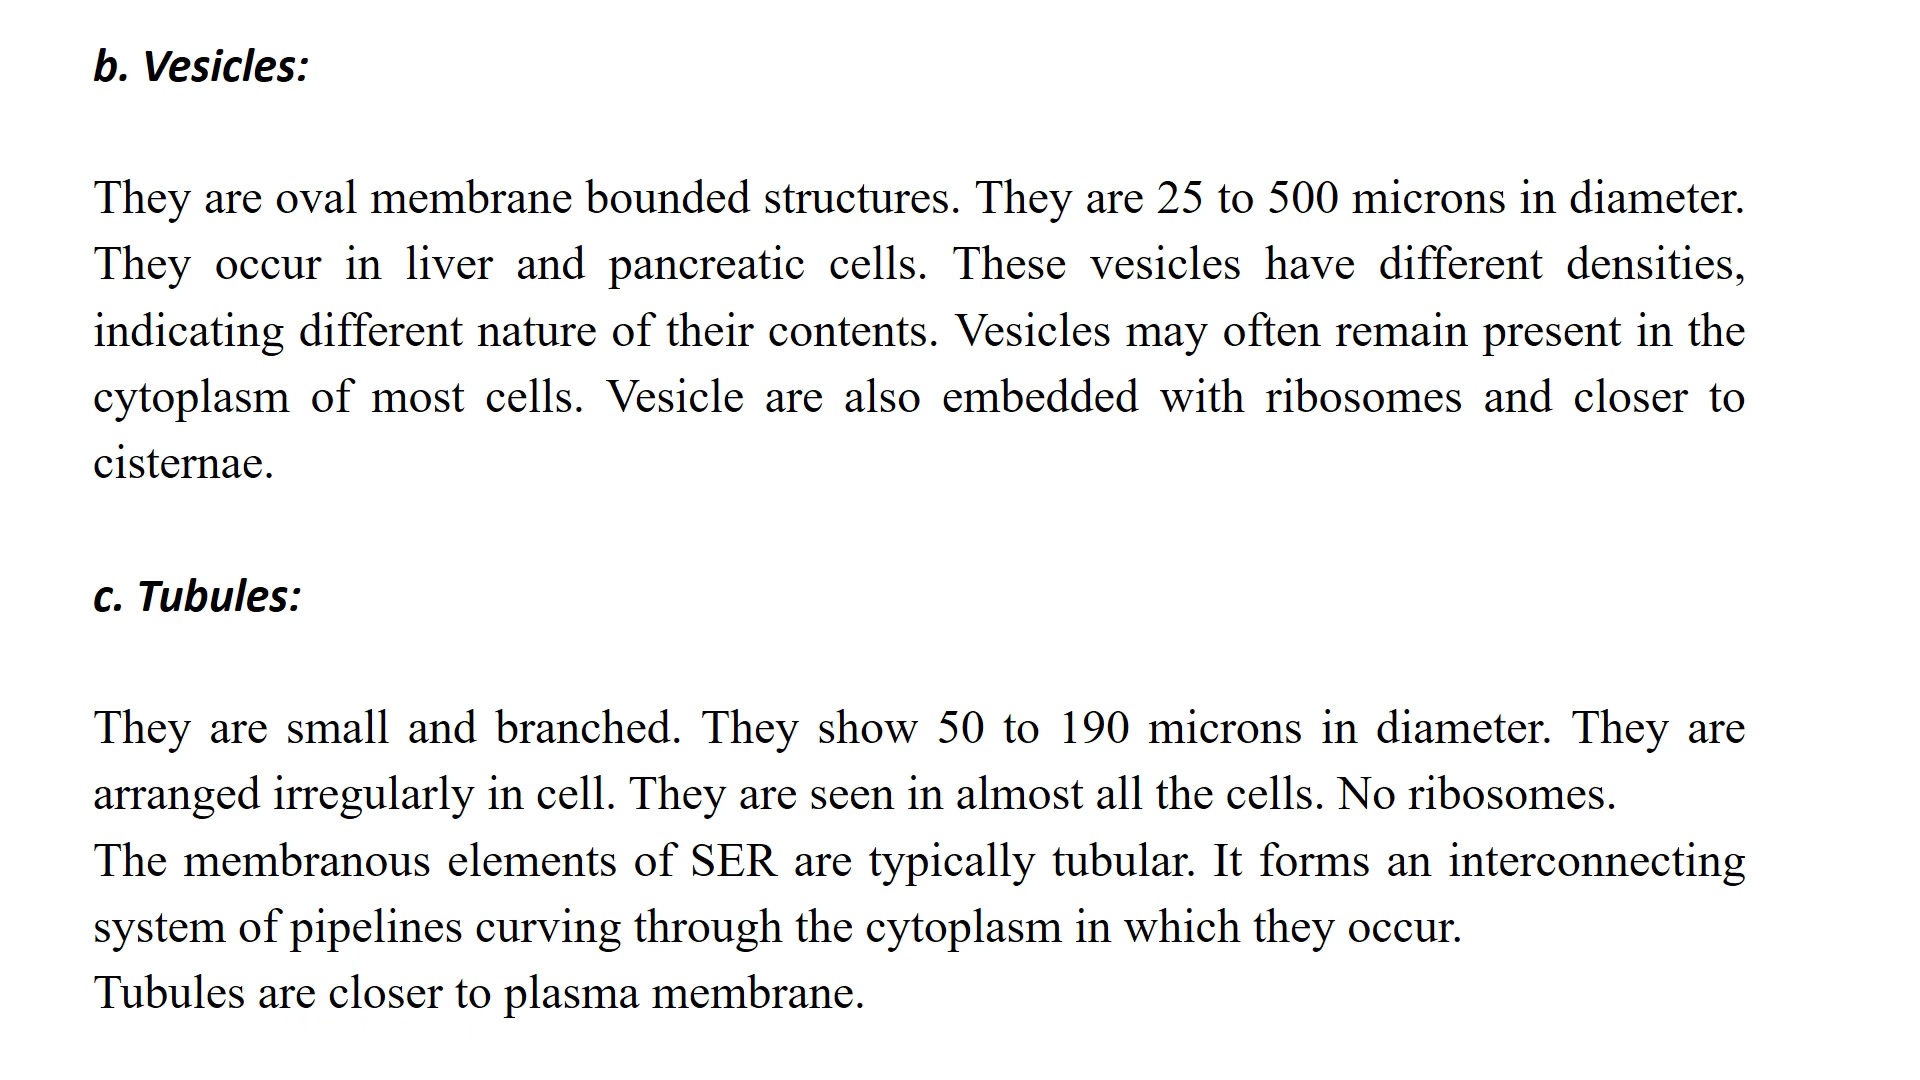 b. Vesicles:
They are oval membrane bounded structures. They are 25 to 500 microns in diameter.
They occur in liver and pancreatic cells. These vesicles have different densities,
indicating different nature of their contents. Vesicles may often remain present in the
cytoplasm of most cells. Vesicle are also embedded with ribosomes and closer to
cisternae.
c. Tubules:
They are small and branched. They show 50 to 190 microns in diameter. They are
arranged irregularly in cell. They are seen in almost all the cells. No ribosomes.
The membranous elements of SER are typically tubular. It forms an interconnecting
system of pipelines curving through the cytoplasm in which they occur.
Tubules are closer to plasma membrane.